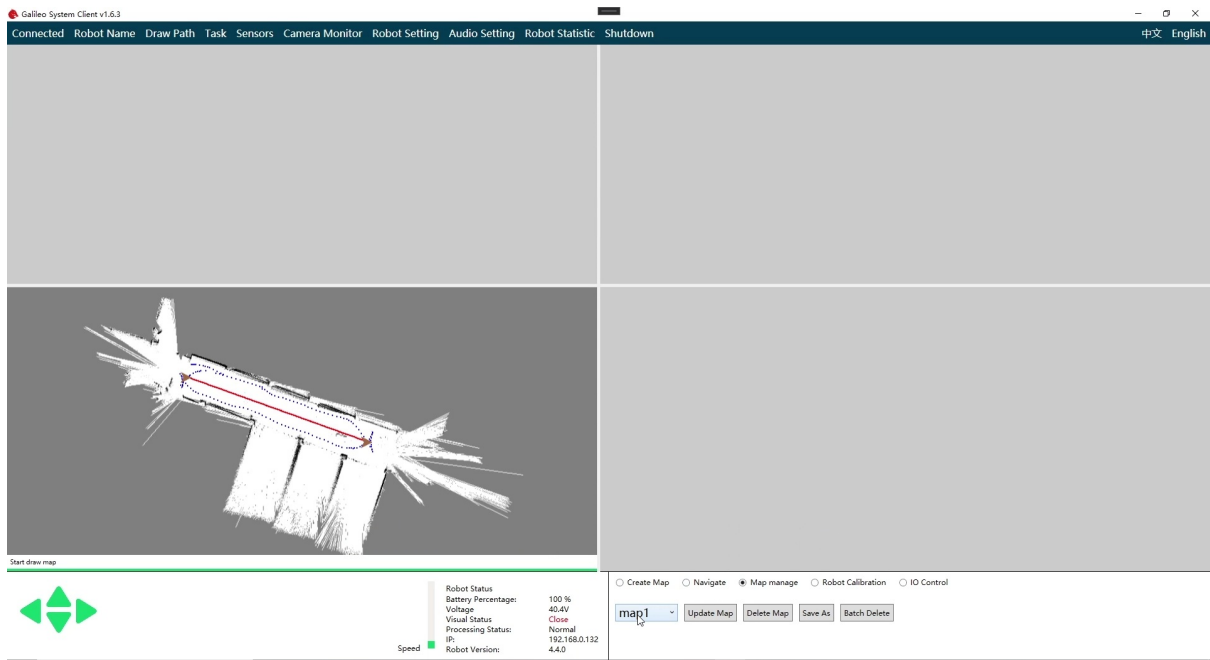 Galileo System Client v1.6.3
Connected Robot Name Draw Path Task Sensors Camera Monitor Robot Setting Audio Setting Robot Statistic Shutdown 中文 English
Start draw map
Robot Status
Battery Percentage: 100 %
Voltage 40.4V
Visual Status Close
Processing Status: Normal
IP: 192.168.0.132
Speed Robot Version: 4.4.0
Create Map Navigate Map manage Robot Calibration IO Control
map1 Update Map Delete Map Save As Batch Delete